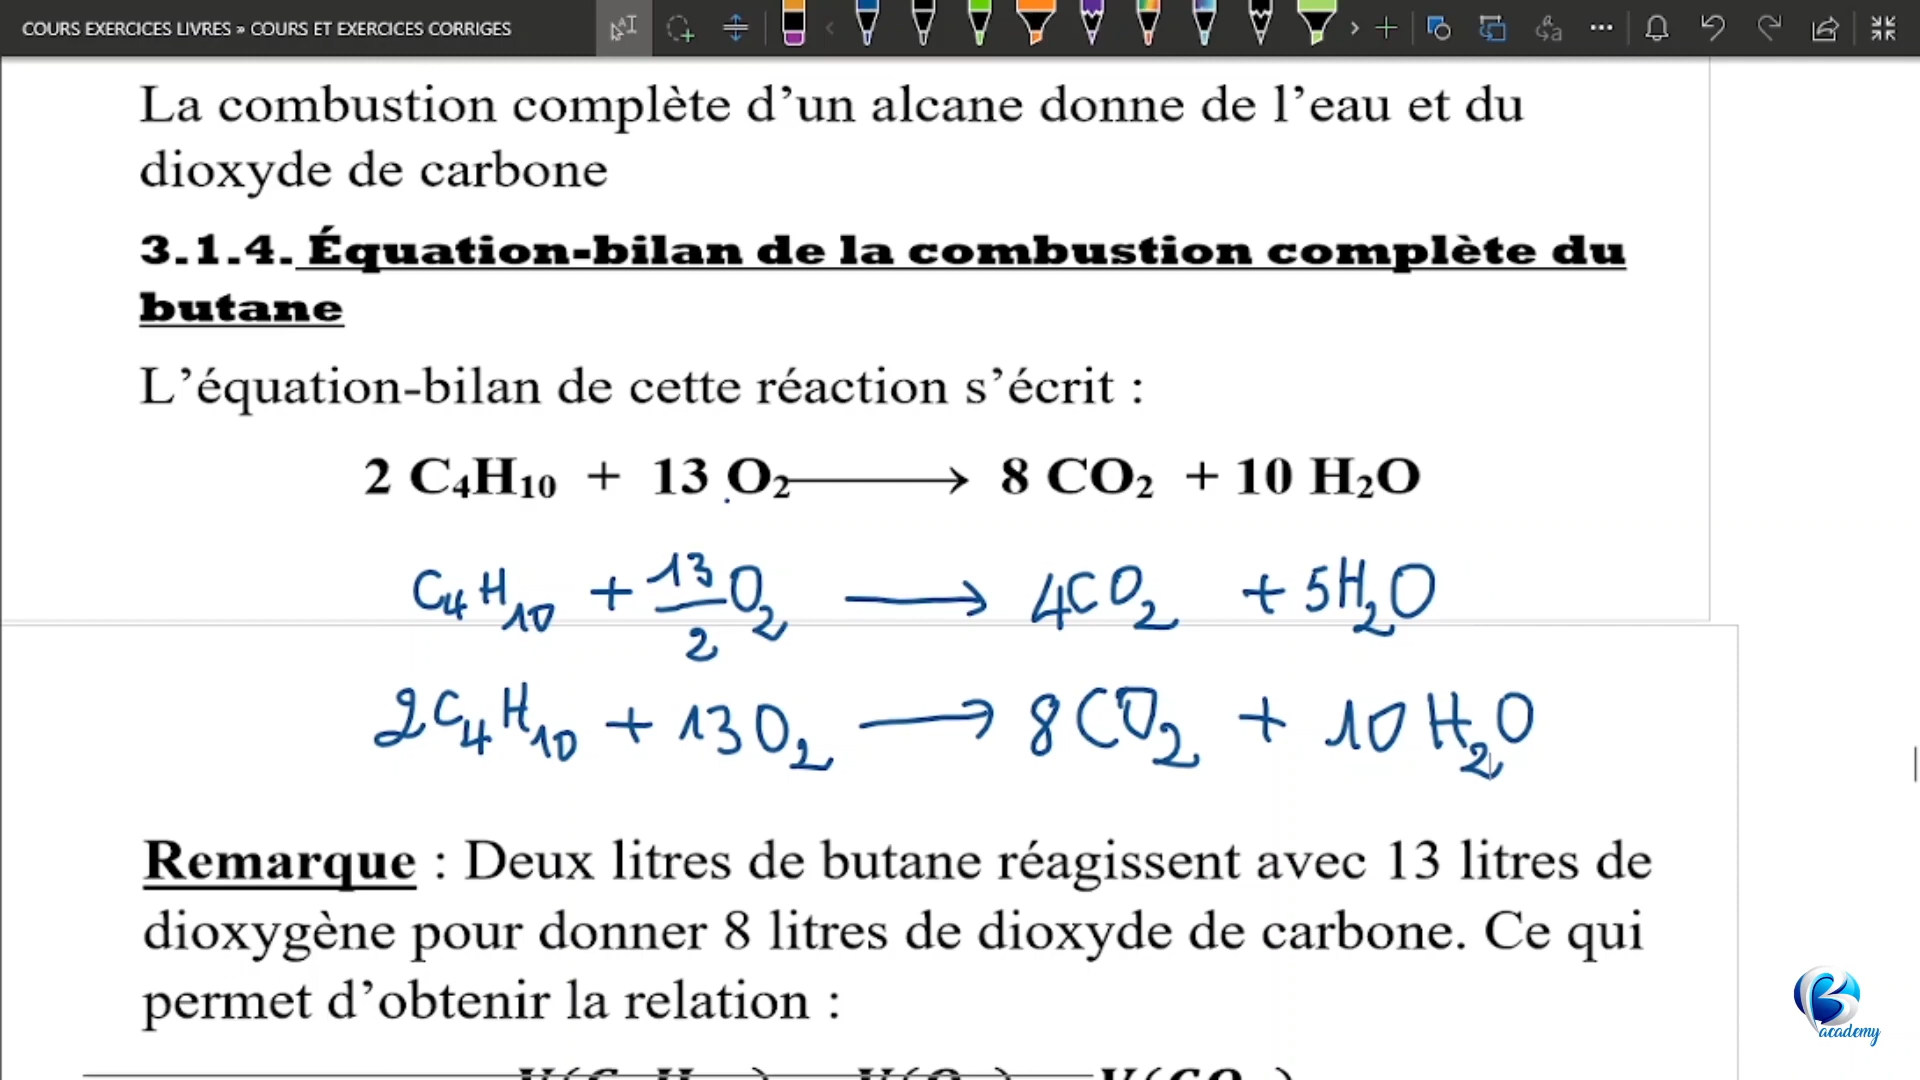 COURS EXERCICES LIVRES » COURS ET EXERCICES CORRIGES
La combustion complète d’un alcane donne de l’eau et du
dioxyde de carbone
3.1.4. Équation-bilan de la combustion complète du
butane
L’équation-bilan de cette réaction s’écrit :
2 C₄H₁₀ + 13 O₂ ⟶ 8 CO₂ + 10 H₂O
C₄H₁₀ + 13/2 O₂ ⟶ 4CO₂ + 5H₂O
2C₄H₁₀ + 13O₂ ⟶ 8CO₂ + 10H₂O
Remarque : Deux litres de butane réagissent avec 13 litres de
dioxygène pour donner 8 litres de dioxyde de carbone. Ce qui
permet d’obtenir la relation :
academy